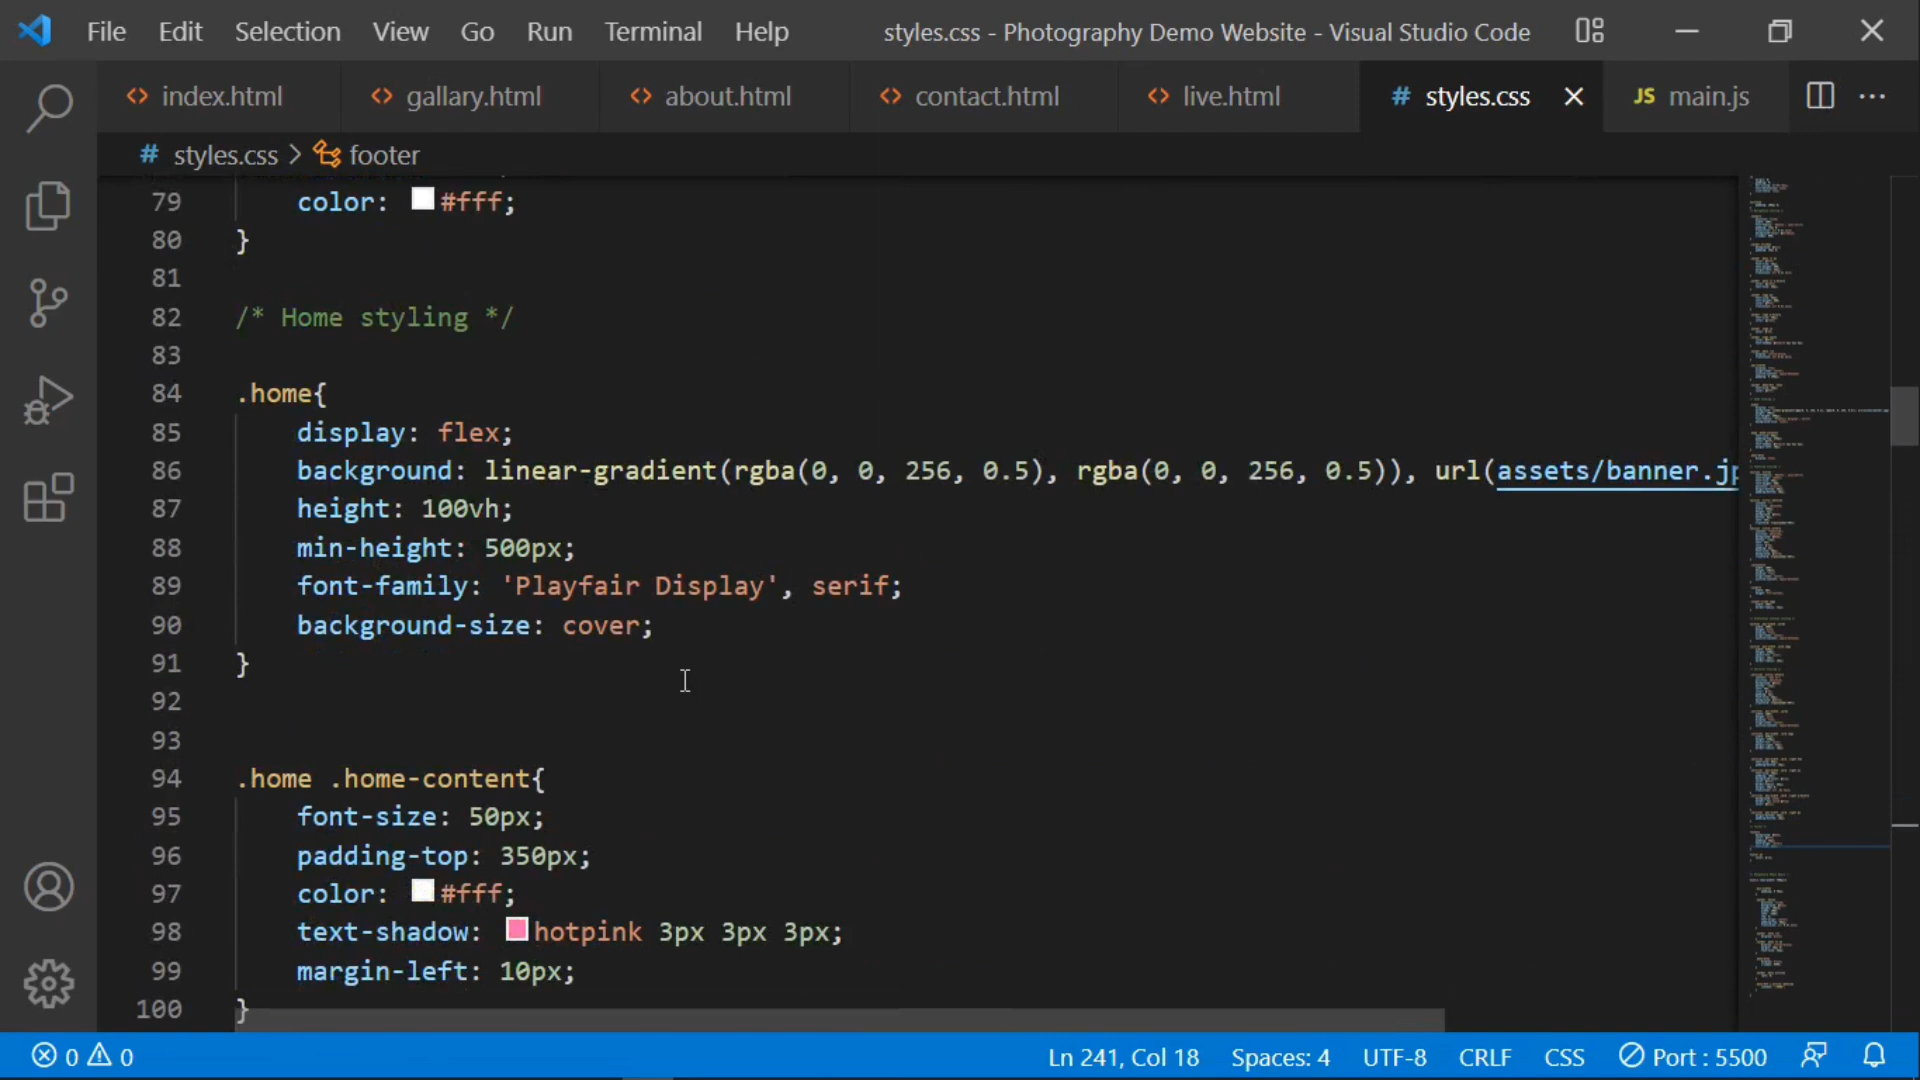 File Edit Selection View Go Run Terminal Help styles.css - Photography Demo Website - Visual Studio Code
<> index.html <> gallary.html <> about.html <> contact.html <> live.html # styles.css JS main.js ···
# styles.css > footer
79 color: #fff;
80 }
81
82 /* Home styling */
83
84 .home{
85 display: flex;
86 background: linear-gradient(rgba(0, 0, 256, 0.5), rgba(0, 0, 256, 0.5)), url(assets/banner.jp
87 height: 100vh;
88 min-height: 500px;
89 font-family: 'Playfair Display', serif;
90 background-size: cover;
91 }
92
93
94 .home .home-content{
95 font-size: 50px;
96 padding-top: 350px;
97 color: #fff;
98 text-shadow: hotpink 3px 3px 3px;
99 margin-left: 10px;
100 }
0 0 Ln 241, Col 18 Spaces: 4 UTF-8 CRLF CSS Port : 5500